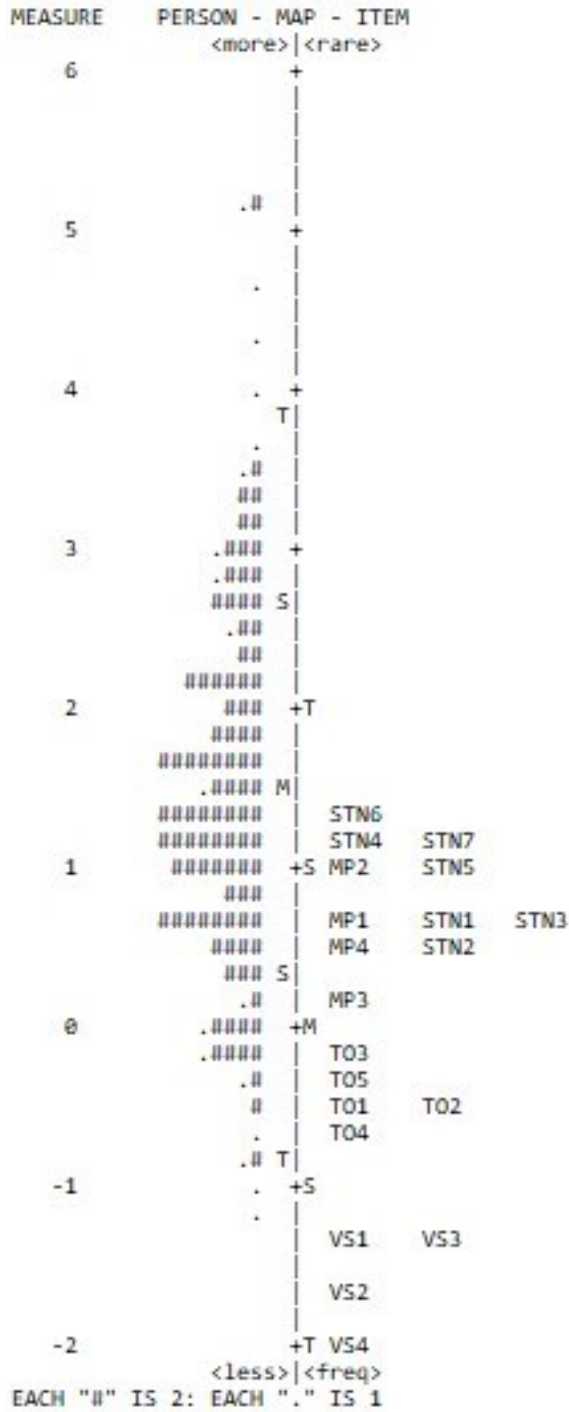 MEASURE    PERSON - MAP - ITEM
               <more>|<rare>
    6                +
                     |
                     |
                     |
                     |
                 .#  |
    5                +
                     |
                  .  |
                     |
                  .  |
                     |
    4             .  +
                    T|
                  .  |
                 .#  |
                 ##  |
                 ##  |
    3          .###  +
               .###  |
               #### S|
                .##  |
                 ##  |
             ######  |
    2           ###  +T
               ####  |
           ########  |
              .#### M|
           ########  |  STN6
           ########  |  STN4   STN7
    1       #######  +S MP2    STN5
                ###  |
           ########  |  MP1    STN1   STN3
               ####  |  MP4    STN2
                ### S|
                 .#  |  MP3
    0         .####  +M
              .####  |  TO3
                 .#  |  TO5
                  #  |  TO1    TO2
                  .  |  TO4
                 .# T|
   -1             .  +S
                  .  |
                     |  VS1    VS3
                     |
                     |  VS2
                     |
   -2                +T VS4
               <less>|<freq>
EACH "#" IS 2: EACH "." IS 1